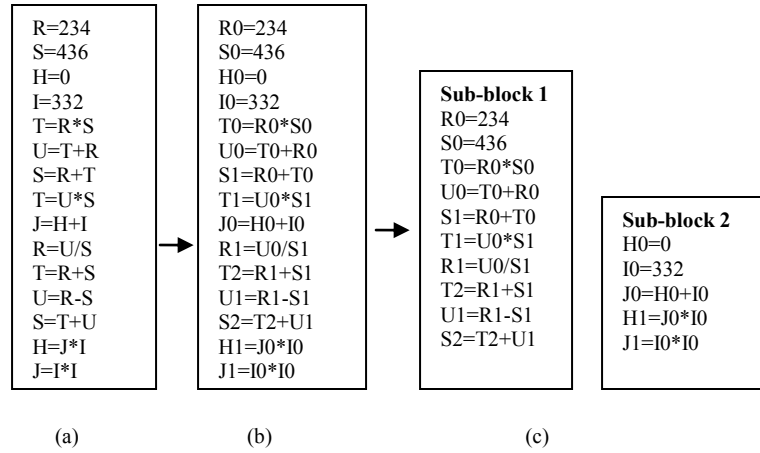 R=234
S=436
H=0
I=332
T=R*S
U=T+R
S=R+T
T=U*S
J=H+I
R=U/S
T=R+S
U=R-S
S=T+U
H=J*I
J=I*I
R0=234
S0=436
H0=0
I0=332
T0=R0*S0
U0=T0+R0
S1=R0+T0
T1=U0*S1
J0=H0+I0
R1=U0/S1
T2=R1+S1
U1=R1-S1
S2=T2+U1
H1=J0*I0
J1=I0*I0
Sub-block 1
R0=234
S0=436
T0=R0*S0
U0=T0+R0
S1=R0+T0
T1=U0*S1
R1=U0/S1
T2=R1+S1
U1=R1-S1
S2=T2+U1
Sub-block 2
H0=0
I0=332
J0=H0+I0
H1=J0*I0
J1=I0*I0
(a)
(b)
(c)